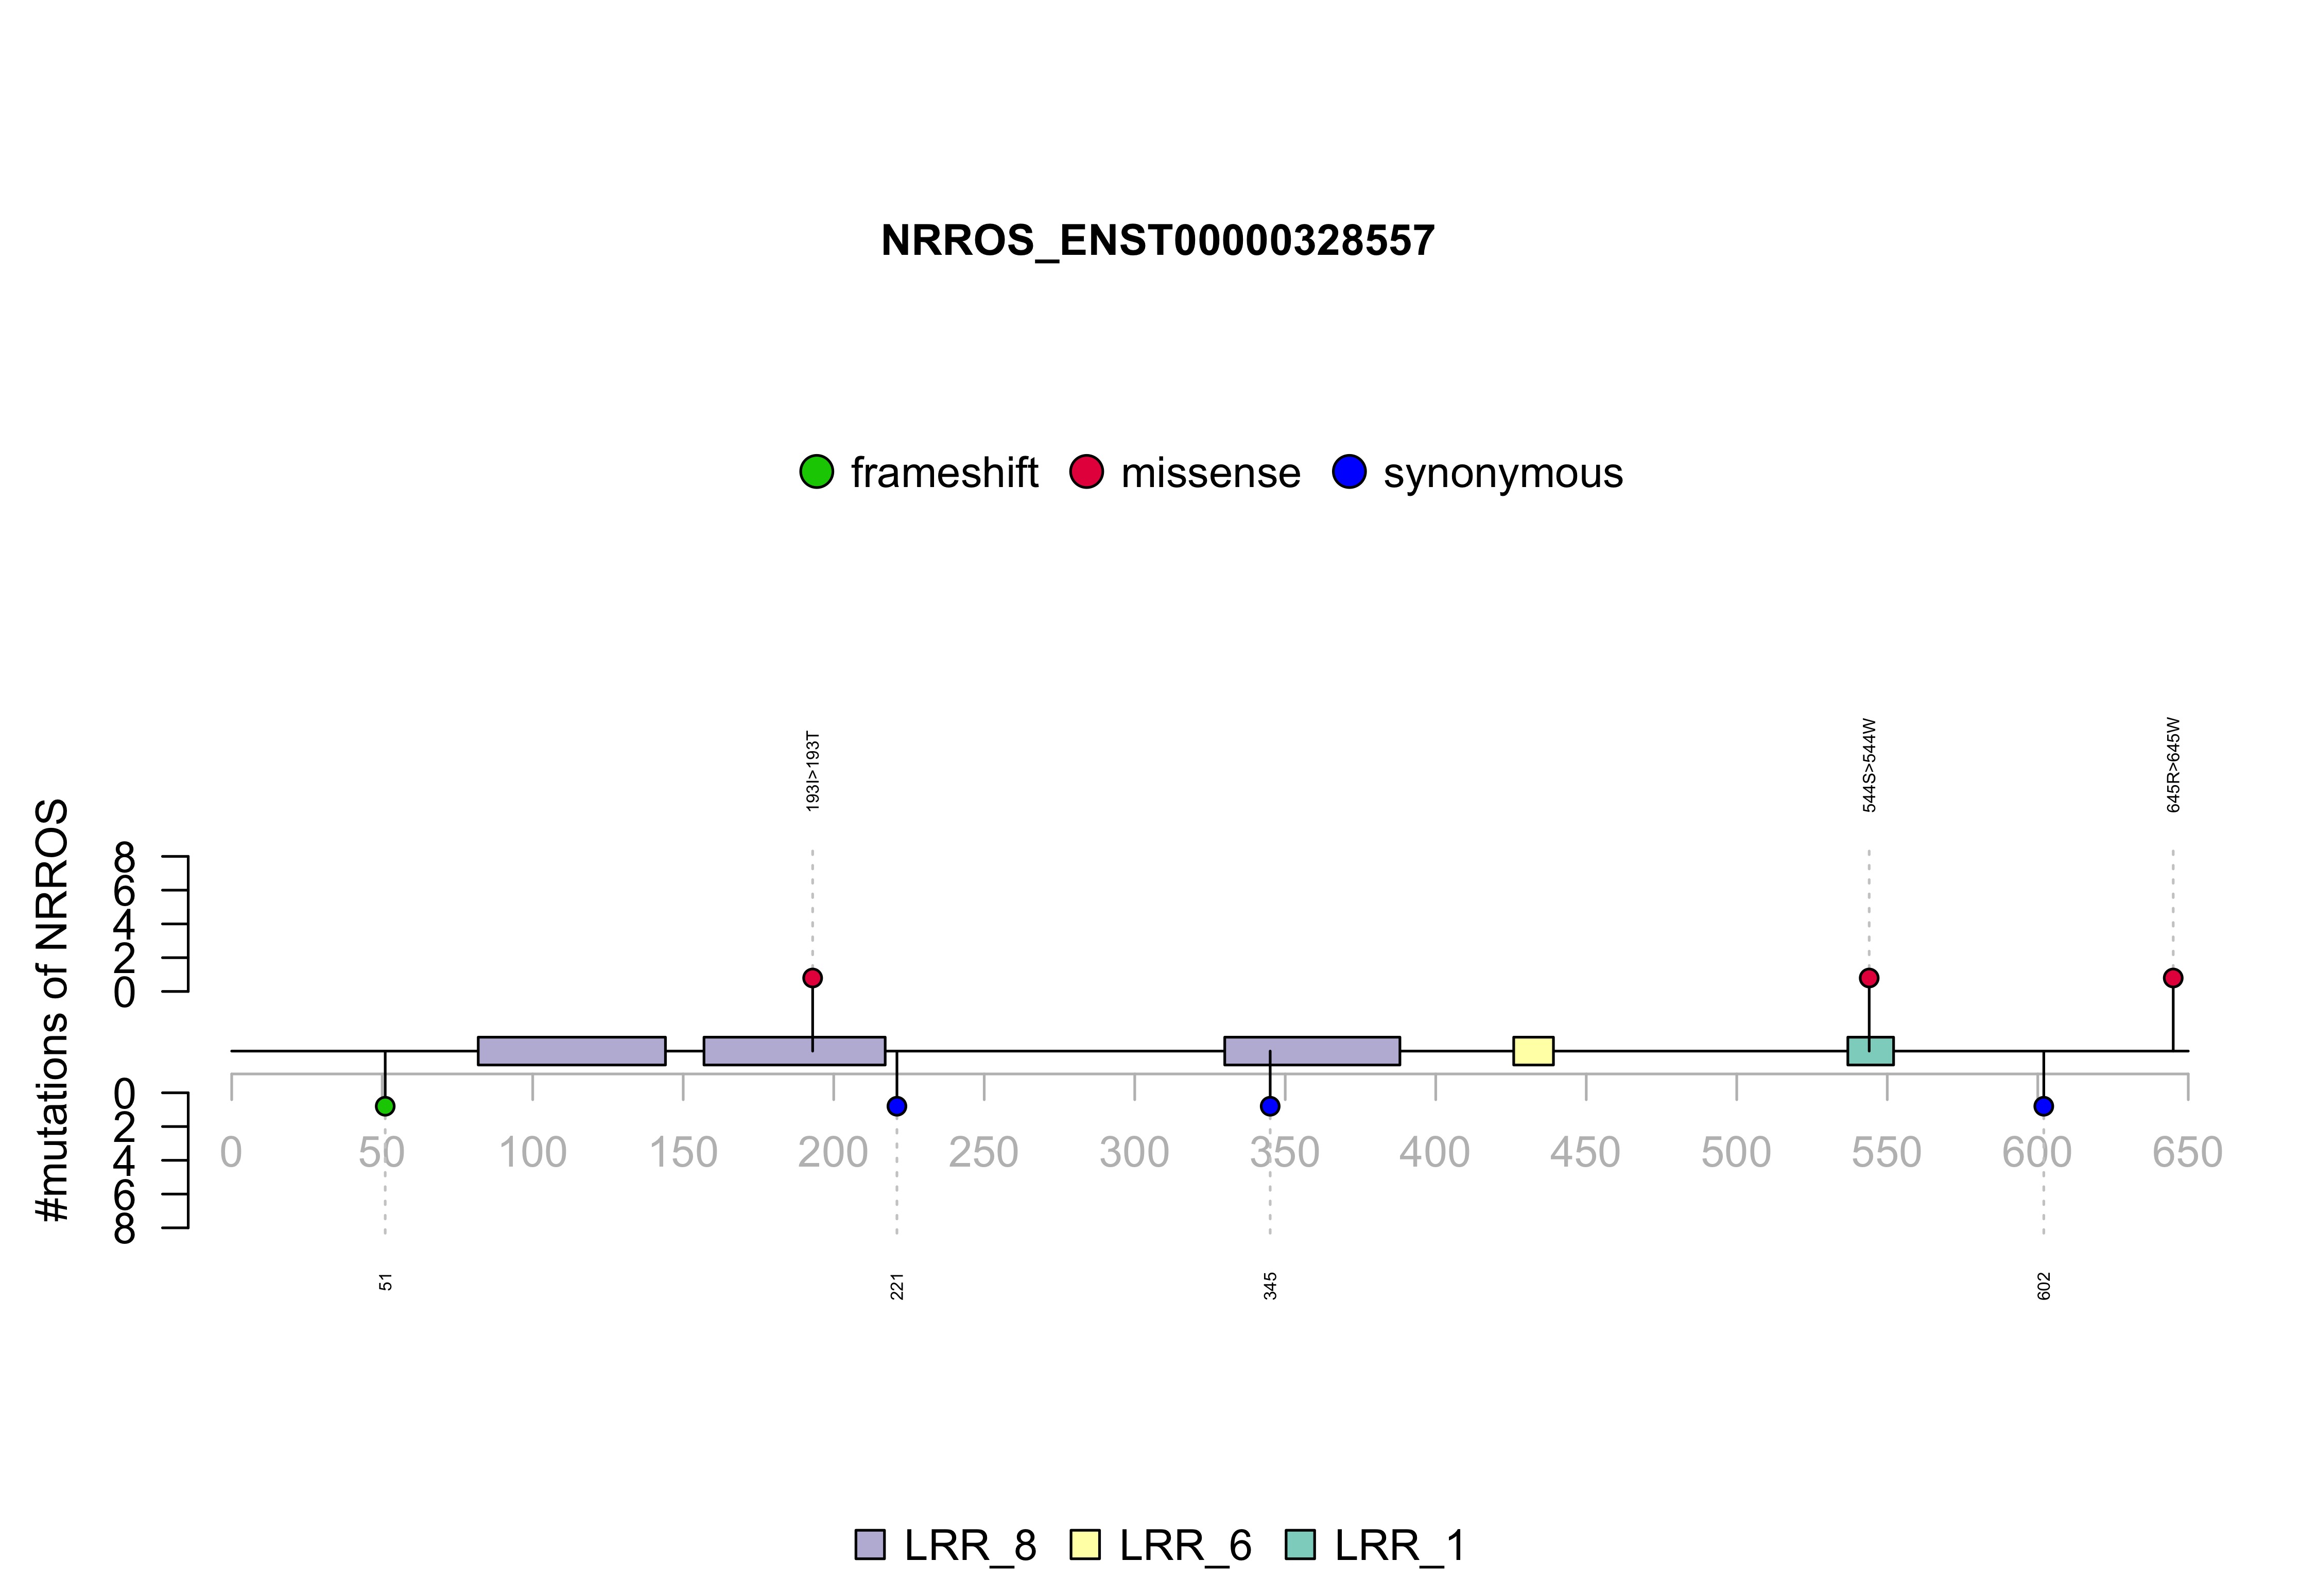 NRROS_ENST00000328557
frameshift missense synonymous
193I>193T
544S>544W
645R>645W
#mutations of NRROS
8
6
4
2
0
0
2
4
6
8
0 50 100 150 200 250 300 350 400 450 500 550 600 650
51
221
345
602
LRR_8 LRR_6 LRR_1